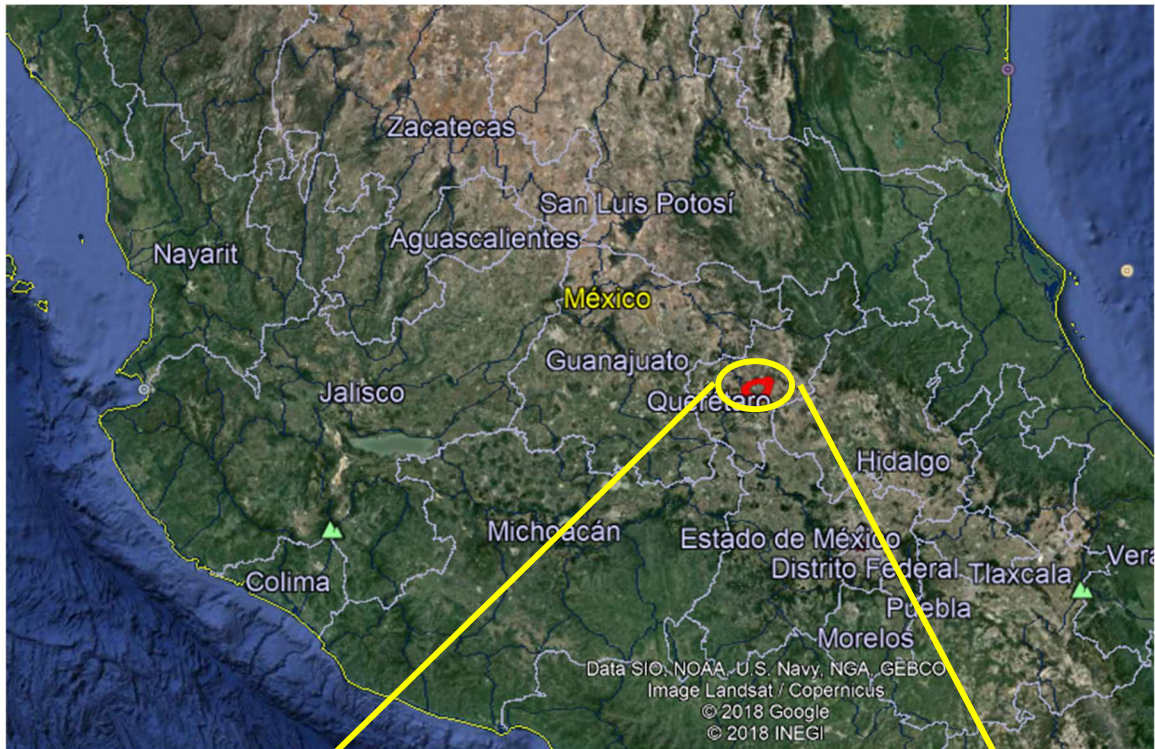 Zacatecas
San Luis Potosí
Aguascalientes
Nayarit
México
Guanajuato
Jalisco
Querétaro
Hidalgo
Michoacán
Estado de México
Distrito Federal
Tlaxcala
Vera
Colima
Puebla
Morelos
Data SIO, NOAA, U.S. Navy, NGA, GEBCO
Image Landsat / Copernicus
© 2018 Google
© 2018 INEGI